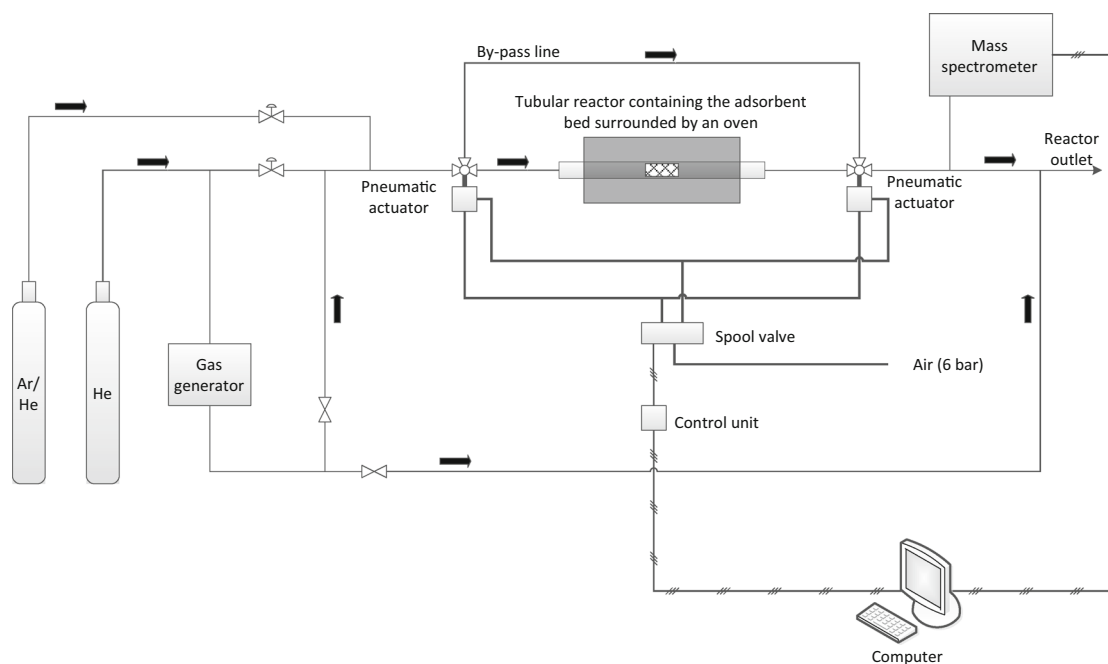 By-pass line
Mass
spectrometer
Tubular reactor containing the adsorbent
bed surrounded by an oven
Reactor
outlet
Pneumatic
actuator
Pneumatic
actuator
Spool valve
Air (6 bar)
Gas
generator
Ar/
He
He
Control unit
Computer